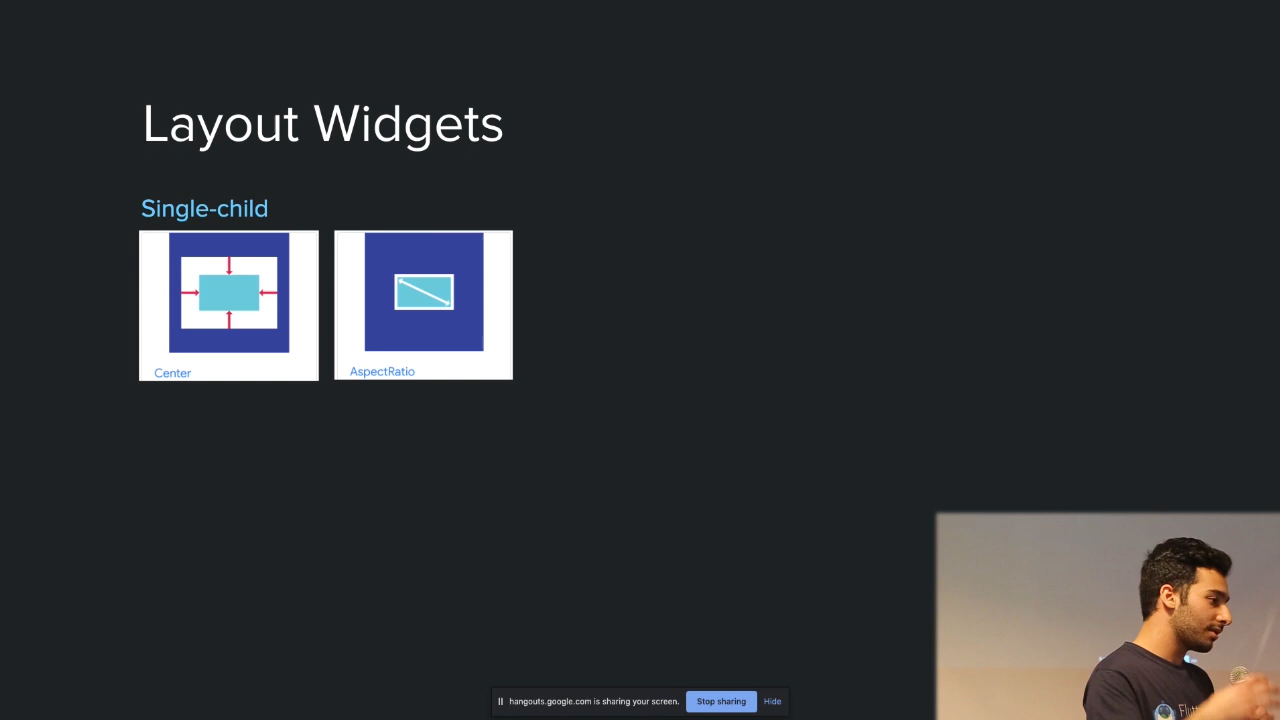 Layout Widgets
Single-child
Center
AspectRatio
hangouts.google.com is sharing your screen. Stop sharing Hide